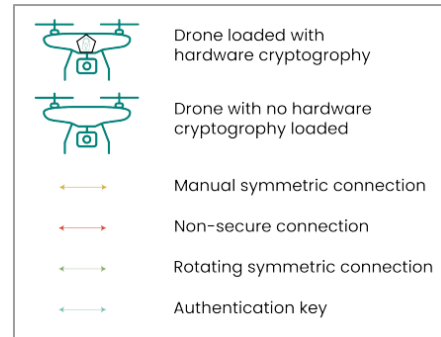 Drone loaded with
hardware cryptography
Drone with no hardware
cryptography loaded
Manual symmetric connection
Non-secure connection
Rotating symmetric connection
Authentication key